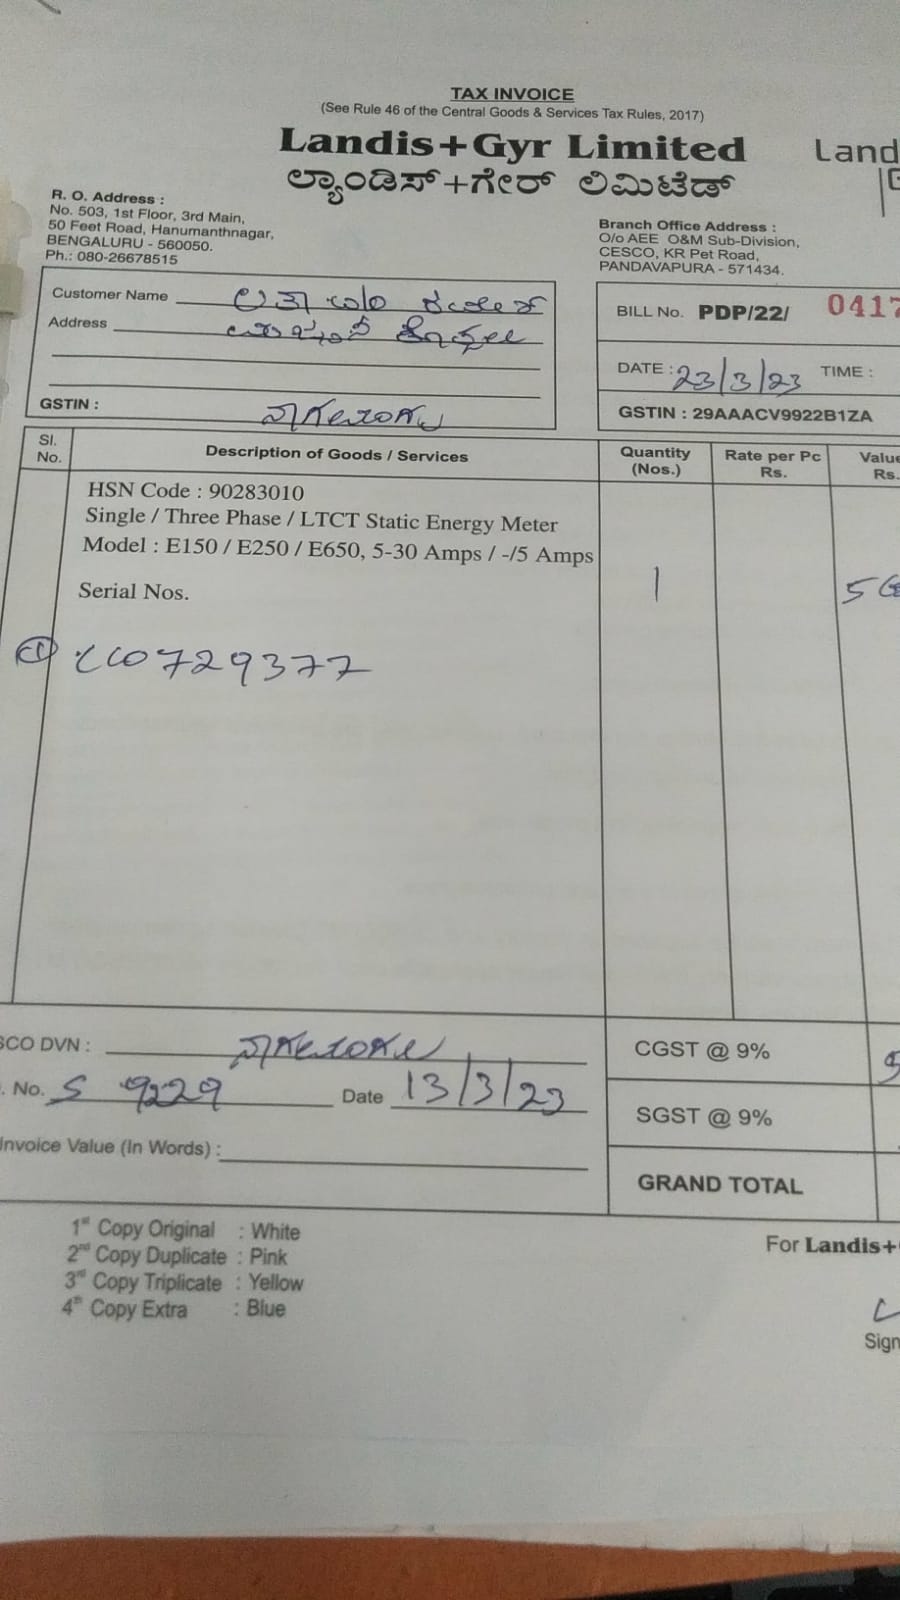 TAX INVOICE
(See Rule 46 of the Central Goods & Services Tax Rules, 2017)
Landis+Gyr Limited
Land
ಲ್ಯಾಂಡಿಸ್+ಗೇರ್ ಲಿಮಿಟೆಡ್
R. O. Address :
No. 503, 1st Floor, 3rd Main,
50 Feet Road, Hanumanthnagar,
BENGALURU - 560050.
Ph.: 080-26678515
Branch Office Address :
O/o AEE O&M Sub-Division,
CESCO, KR Pet Road,
PANDAVAPURA - 571434.
Customer Name
Address
GSTIN :
BILL No. PDP/22/ 0417
DATE : 23/3/23 TIME :
GSTIN : 29AAACV9922B1ZA
Sl. No. Description of Goods / Services Quantity (Nos.) Rate per Pc Rs. Value Rs.
HSN Code : 90283010
Single / Three Phase / LTCT Static Energy Meter
Model : E150 / E250 / E650, 5-30 Amps / -/5 Amps
1
Serial Nos.
SCO DVN :
CGST @ 9%
. No. S 9229 Date 13/3/23
SGST @ 9%
Invoice Value (In Words) :
GRAND TOTAL
1st Copy Original : White
2nd Copy Duplicate : Pink
3rd Copy Triplicate : Yellow
4th Copy Extra : Blue
For Landis+
Sign